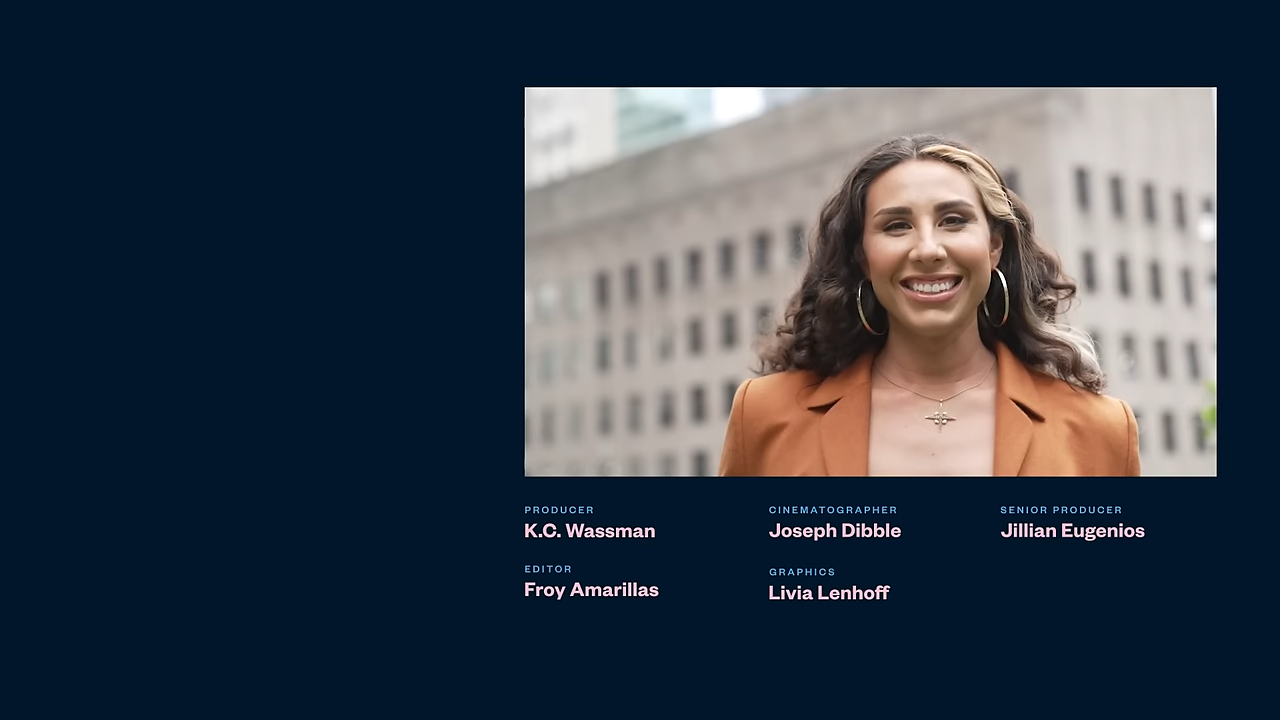 PRODUCER
K.C. Wassman
CINEMATOGRAPHER
Joseph Dibble
SENIOR PRODUCER
Jillian Eugenios
EDITOR
Froy Amarillas
GRAPHICS
Livia Lenhoff